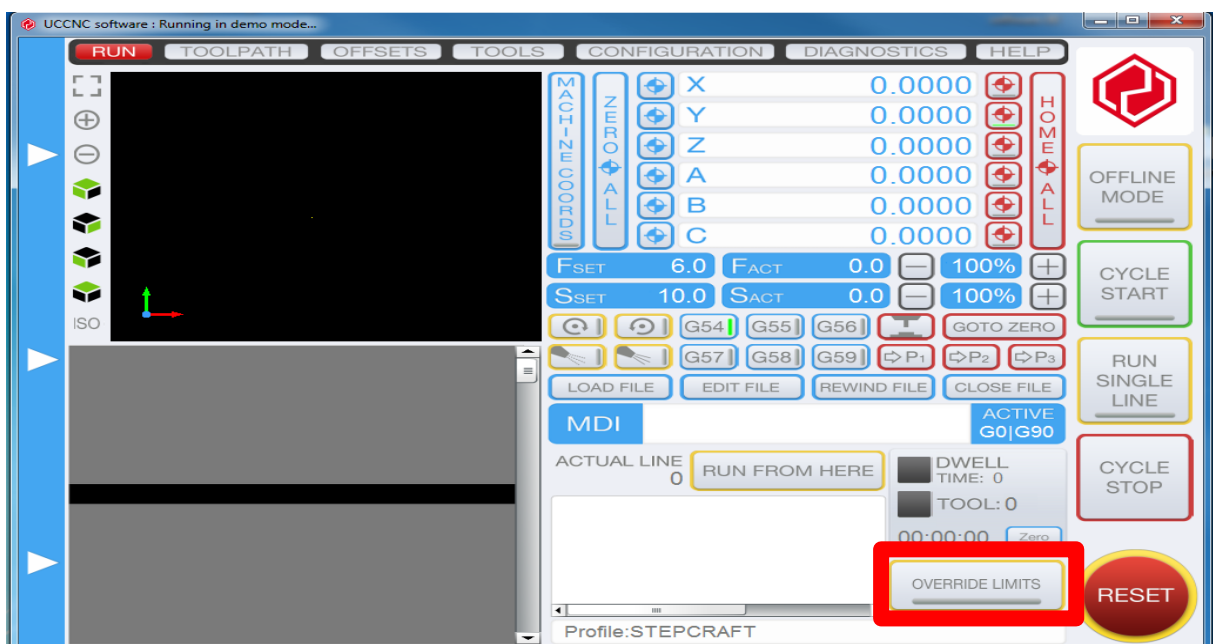 UCCNC software : Running in demo mode...
RUN TOOLPATH OFFSETS TOOLS CONFIGURATION DIAGNOSTICS HELP
MACHINE COORDS
ZERO ALL
X 0.0000
Y 0.0000
Z 0.0000
A 0.0000
B 0.0000
C 0.0000
HOME ALL
ISO
FSET 6.0 FACT 0.0 100%
SSET 10.0 SACT 0.0 100%
G54 G55 G56 GOTO ZERO
G57 G58 G59 P1 P2 P3
LOAD FILE EDIT FILE REWIND FILE CLOSE FILE
MDI
ACTIVE
G0|G90
ACTUAL LINE
0
RUN FROM HERE
DWELL
TIME: 0
TOOL: 0
00:00:00 Zero
OVERRIDE LIMITS
Profile:STEPCRAFT
OFFLINE
MODE
CYCLE
START
RUN
SINGLE
LINE
CYCLE
STOP
RESET